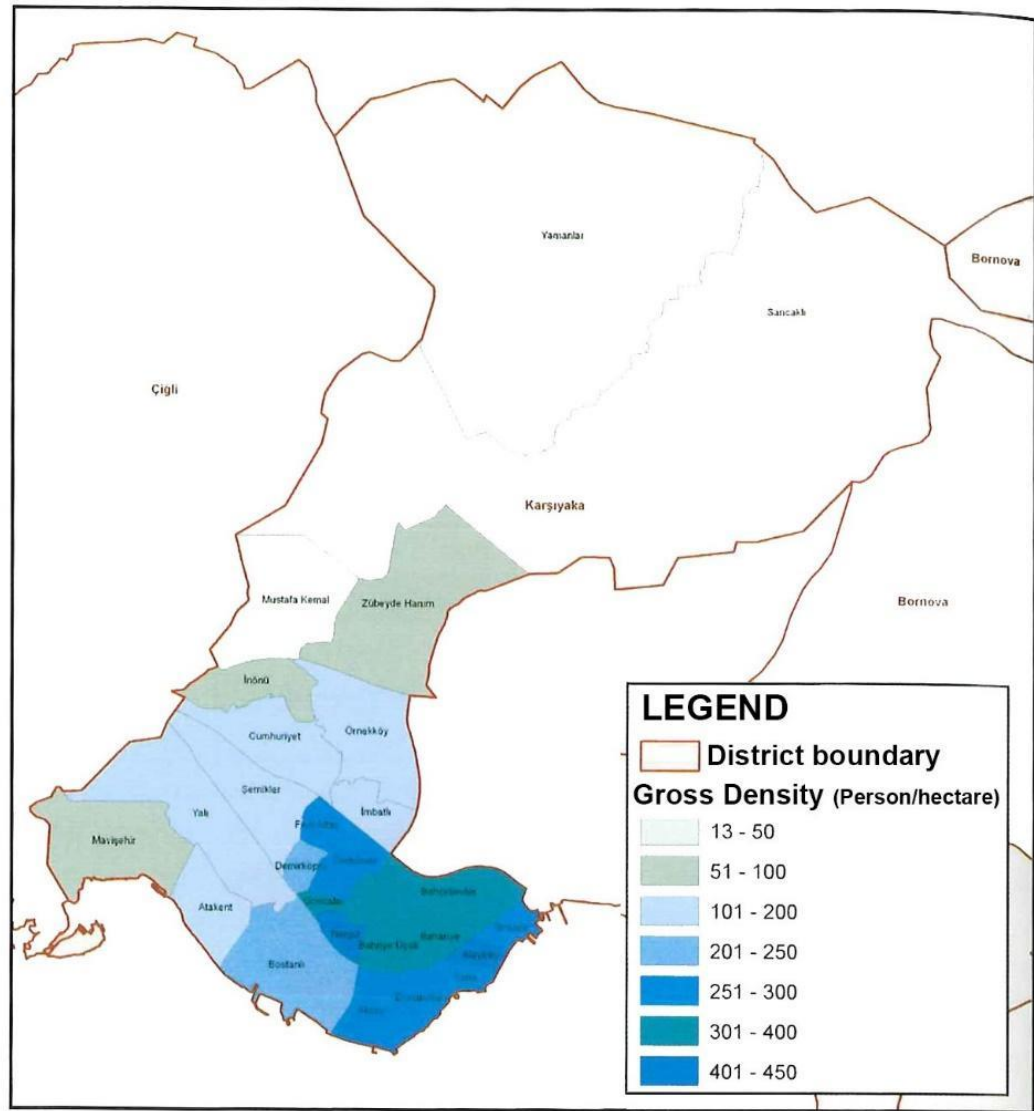 Yamanlar
Bornova
Sancaklı
Çiğli
Karşıyaka
Mustafa Kemal
Zübeyde Hanım
Bornova
İnönü
Cumhuriyet
Örnekköy
Şemikler
İmbatlı
Yalı
Mavişehir
Demirköprü
Atakent
Bahçelievler
Bahariye
Bahriye Üçok
Bostanlı
LEGEND
District boundary
Gross Density (Person/hectare)
13 - 50
51 - 100
101 - 200
201 - 250
251 - 300
301 - 400
401 - 450